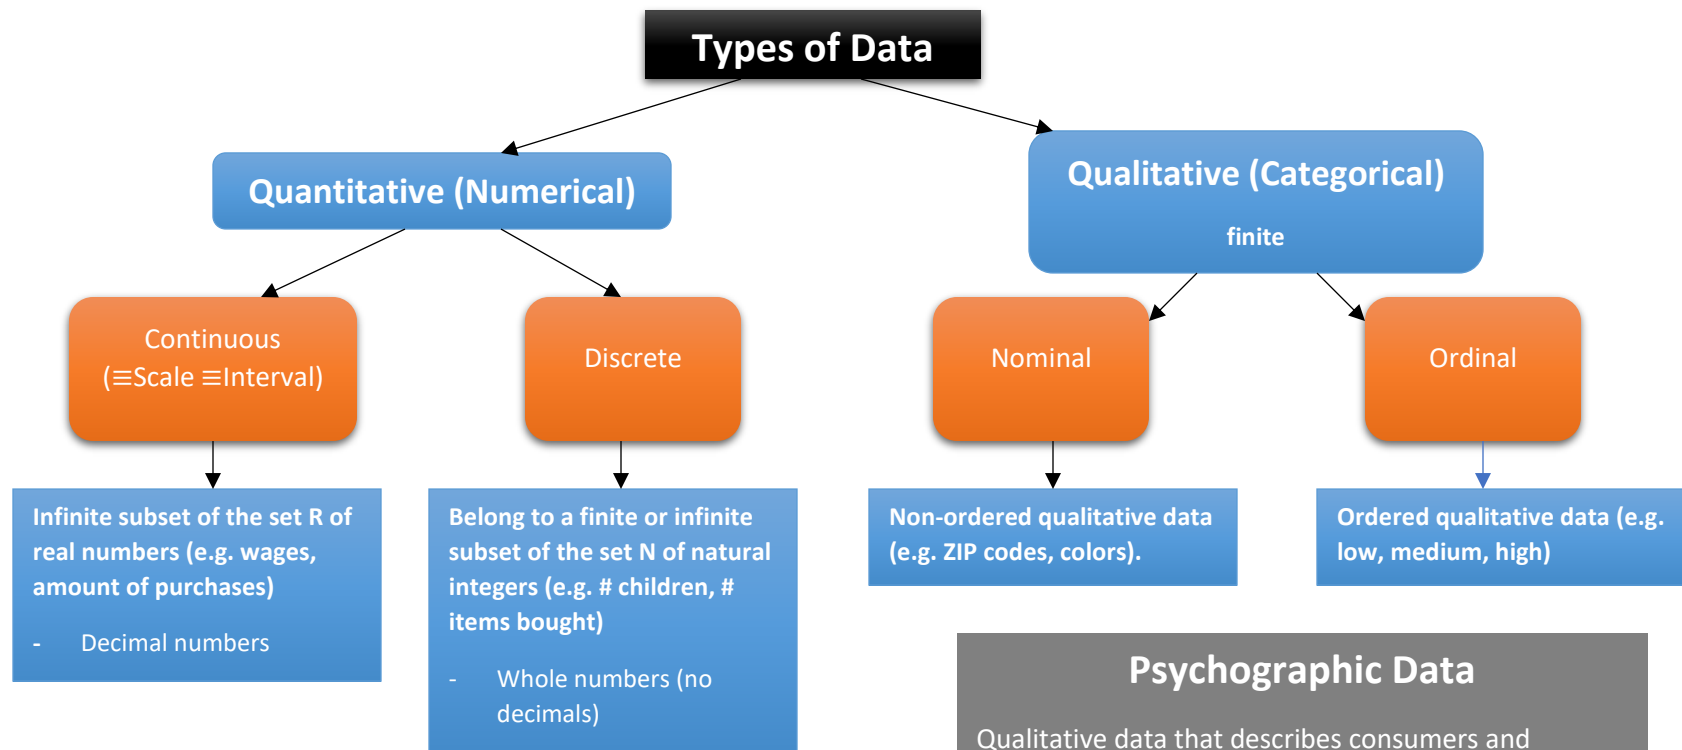 Types of Data
Quantitative (Numerical)
Qualitative (Categorical)
finite
Continuous
(≡Scale ≡Interval)
Discrete
Nominal
Ordinal
Infinite subset of the set R of
real numbers (e.g. wages,
amount of purchases)
- Decimal numbers
Belong to a finite or infinite
subset of the set N of natural
integers (e.g. # children, #
items bought)
- Whole numbers (no
decimals)
Non-ordered qualitative data
(e.g. ZIP codes, colors).
Ordered qualitative data (e.g.
low, medium, high)
Psychographic Data
Qualitative data that describes consumers and